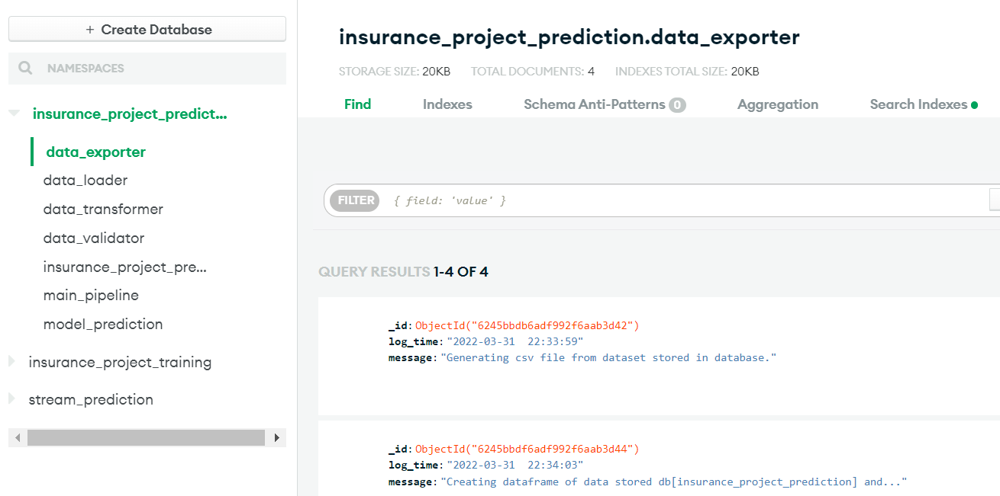 + Create Database
NAMESPACES
insurance_project_predict...
data_exporter
data_loader
data_transformer
data_validator
insurance_project_pre...
main_pipeline
model_prediction
insurance_project_training
stream_prediction
insurance_project_prediction.data_exporter
STORAGE SIZE: 20KB TOTAL DOCUMENTS: 4 INDEXES TOTAL SIZE: 20KB
Find Indexes Schema Anti-Patterns 0 Aggregation Search Indexes
FILTER { field: 'value' }
QUERY RESULTS 1-4 OF 4
_id: ObjectId("6245bbdb6adf992f6aab3d42")
log_time: "2022-03-31  22:33:59"
message: "Generating csv file from dataset stored in database."
_id: ObjectId("6245bbdf6adf992f6aab3d44")
log_time: "2022-03-31  22:34:03"
message: "Creating dataframe of data stored db[insurance_project_prediction] and..."